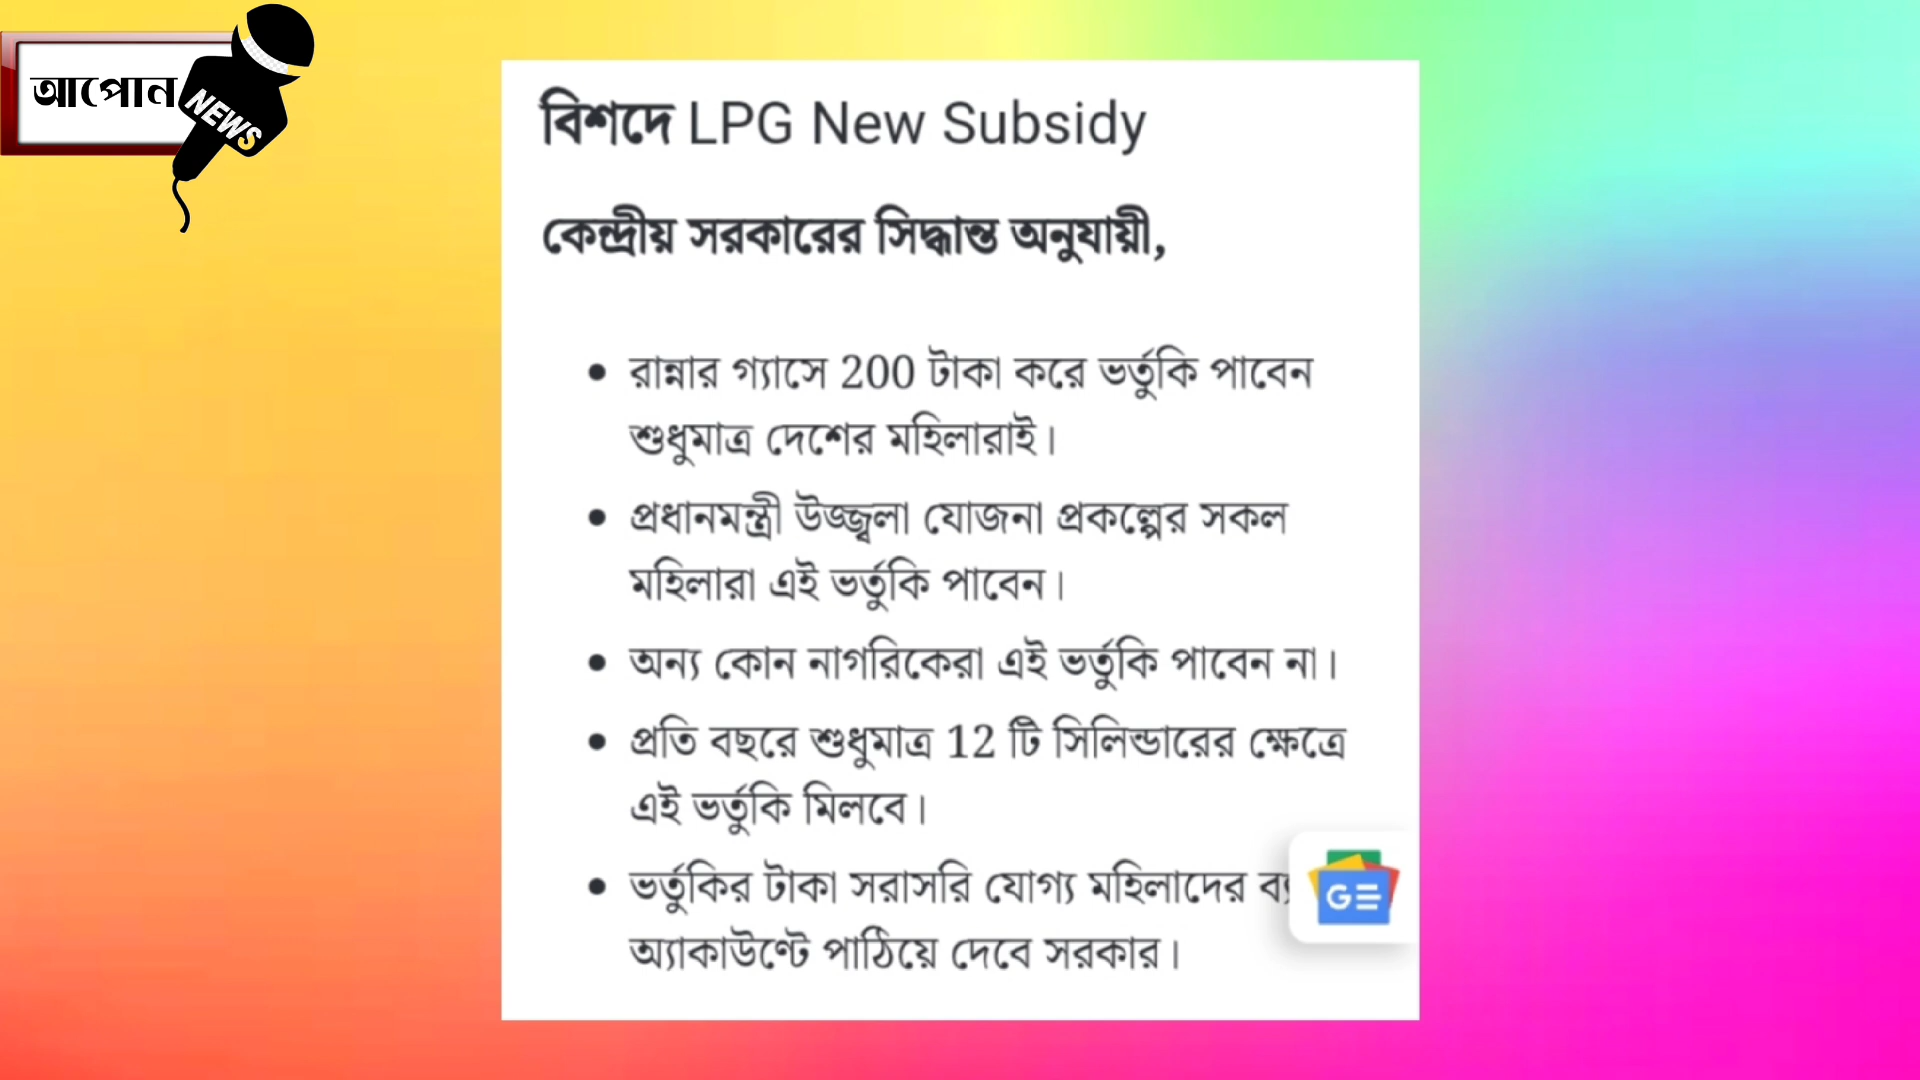 আপোন
NEWS
বিশদে LPG New Subsidy
কেন্দ্রীয় সরকারের সিদ্ধান্ত অনুযায়ী,
• রান্নার গ্যাসে 200 টাকা করে ভর্তুকি পাবেন
শুধুমাত্র দেশের মহিলারাই।
• প্রধানমন্ত্রী উজ্জ্বলা যোজনা প্রকল্পের সকল
মহিলারা এই ভর্তুকি পাবেন।
• অন্য কোন নাগরিকেরা এই ভর্তুকি পাবেন না।
• প্রতি বছরে শুধুমাত্র 12 টি সিলিন্ডারের ক্ষেত্রে
এই ভর্তুকি মিলবে।
• ভর্তুকির টাকা সরাসরি যোগ্য মহিলাদের
অ্যাকাউন্টে পাঠিয়ে দেবে সরকার।